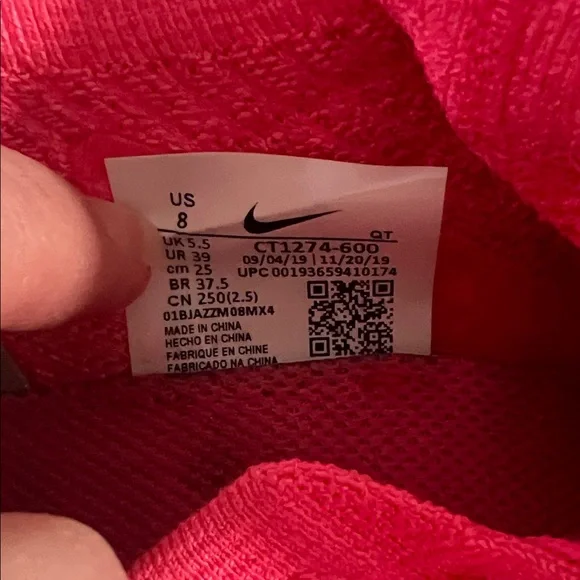 US
8
QT
UK 5.5 CT1274-600
UR 39 09/04/19 | 11/20/19
cm 25 UPC 00193659410174
BR 37.5
CN 250(2.5)
01BJAZZM08MX4
MADE IN CHINA
HECHO EN CHINA
FABRIQUE EN CHINE
FABRICADO NA CHINA